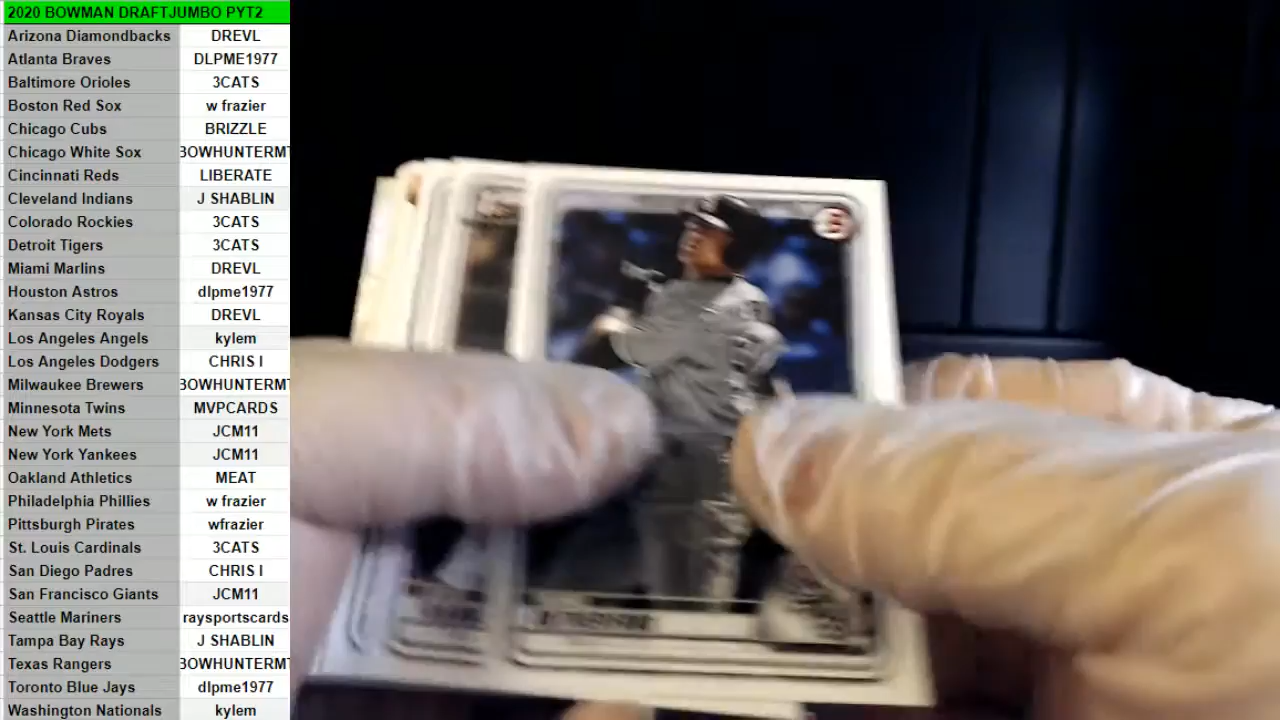 2020 BOWMAN DRAFTJUMBO PYT2
Arizona Diamondbacks DREVL
Atlanta Braves DLPME1977
Baltimore Orioles 3CATS
Boston Red Sox w frazier
Chicago Cubs BRIZZLE
Chicago White Sox BOWHUNTERMT
Cincinnati Reds LIBERATE
Cleveland Indians J SHABLIN
Colorado Rockies 3CATS
Detroit Tigers 3CATS
Miami Marlins DREVL
Houston Astros dlpme1977
Kansas City Royals DREVL
Los Angeles Angels kylem
Los Angeles Dodgers CHRIS I
Milwaukee Brewers BOWHUNTERMT
Minnesota Twins MVPCARDS
New York Mets JCM11
New York Yankees JCM11
Oakland Athletics MEAT
Philadelphia Phillies w frazier
Pittsburgh Pirates wfrazier
St. Louis Cardinals 3CATS
San Diego Padres CHRIS I
San Francisco Giants JCM11
Seattle Mariners raysportscards
Tampa Bay Rays J SHABLIN
Texas Rangers BOWHUNTERMT
Toronto Blue Jays dlpme1977
Washington Nationals kylem